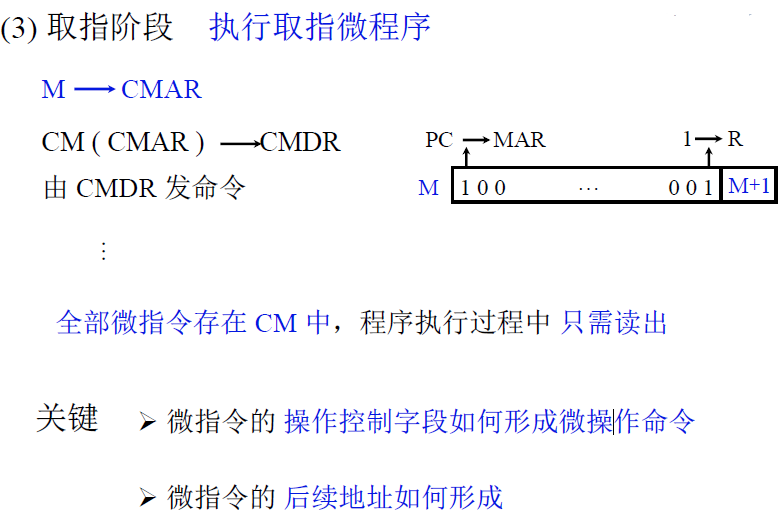 (3) 取指阶段 执行取指微程序
M → CMAR
CM ( CMAR ) → CMDR
PC → MAR 1 → R
由 CMDR 发命令
M 1 0 0 … 0 0 1 M+1
⋮
全部微指令存在 CM 中，程序执行过程中 只需读出
关键 ➢ 微指令的 操作控制字段如何形成微操作命令
➢ 微指令的 后续地址如何形成